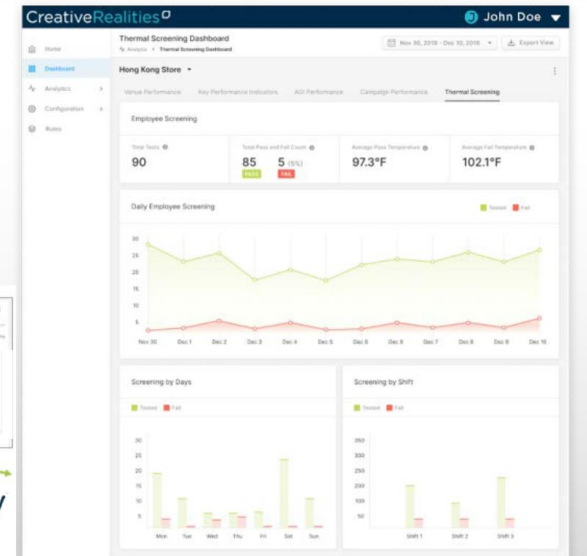 CreativeRealities
John Doe
Home
Dashboard
Analytics
Configuration
Rules
Thermal Screening Dashboard
Analytics > Thermal Screening Dashboard
Nov 30, 2019 - Dec 10, 2019
Export View
Hong Kong Store
Venue Performance Key Performance Indicators AOI Performance Campaign Performance Thermal Screening
Employee Screening
Total Tests Total Pass and Fail Count Average Pass Temperature Average Fail Temperature
90 85 5 (5%) 97.3°F 102.1°F
PASS FAIL
Daily Employee Screening
Tested Fail
30
25
20
15
10
5
Nov 30 Dec 1 Dec 2 Dec 3 Dec 4 Dec 5 Dec 6 Dec 6 Dec 7 Dec 8 Dec 9 Dec 10
Screening by Days
Tested Fail
30
25
20
15
10
5
Mon Tue Wed Thu Fri Sat Sun
Screening by Shift
Tested Fail
350
300
250
200
100
50
Shift 1 Shift 2 Shift 3